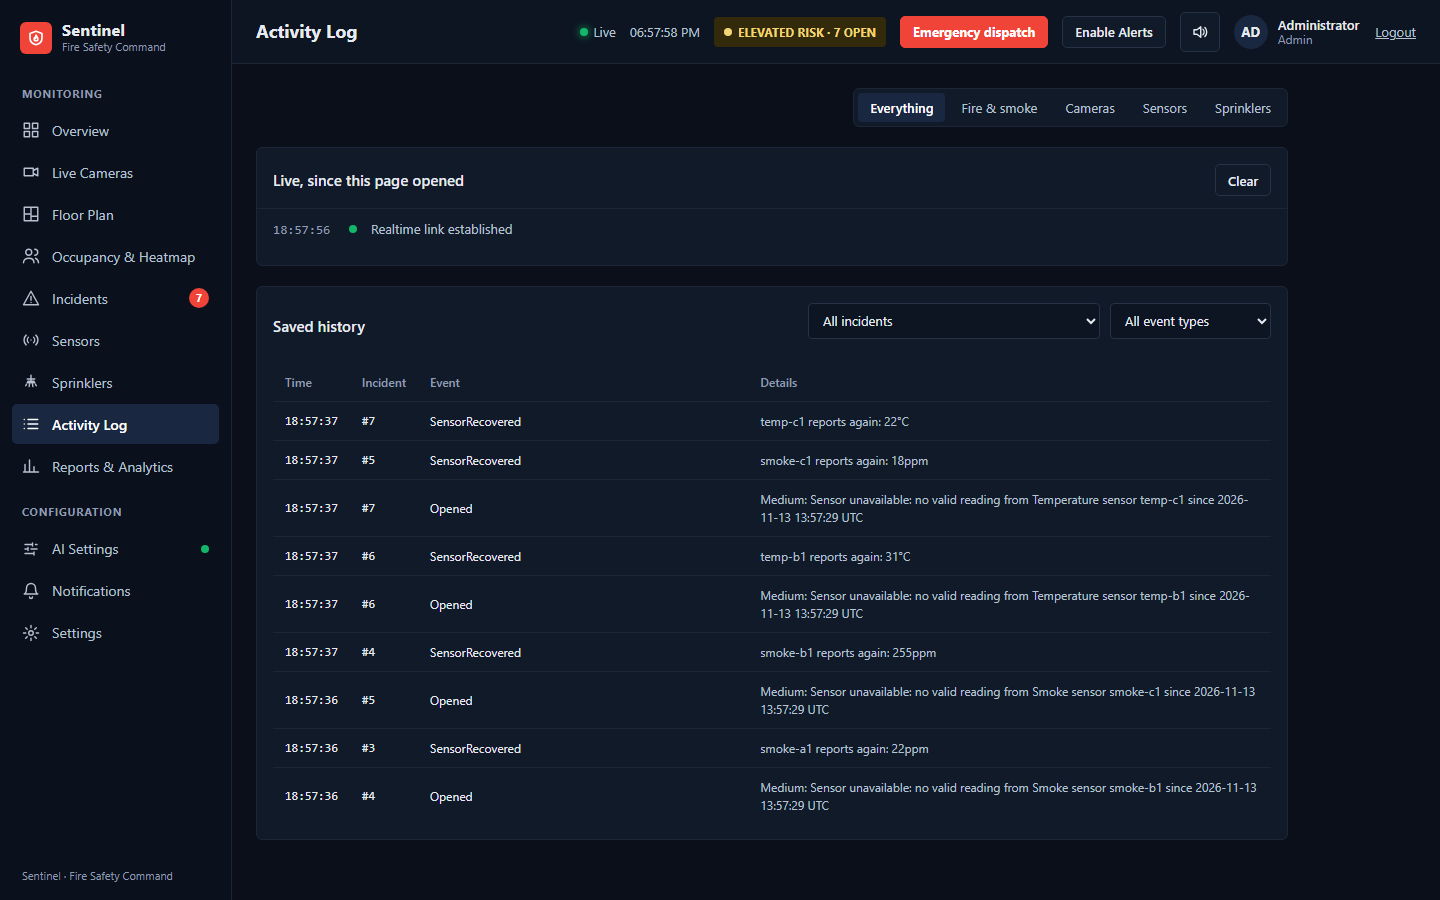 Sentinel
Fire Safety Command
MONITORING
Overview
Live Cameras
Floor Plan
Occupancy & Heatmap
Incidents 7
Sensors
Sprinklers
Activity Log
Reports & Analytics
CONFIGURATION
AI Settings
Notifications
Settings
Sentinel · Fire Safety Command
Activity Log
Live 06:57:58 PM ELEVATED RISK · 7 OPEN Emergency dispatch Enable Alerts AD Administrator Logout
Admin
Everything Fire & smoke Cameras Sensors Sprinklers
Live, since this page opened Clear
18:57:56 Realtime link established
Saved history All incidents All event types
Time Incident Event Details
18:57:37 #7 SensorRecovered temp-c1 reports again: 22°C
18:57:37 #5 SensorRecovered smoke-c1 reports again: 18ppm
18:57:37 #7 Opened Medium: Sensor unavailable: no valid reading from Temperature sensor temp-c1 since 2026-
11-13 13:57:29 UTC
18:57:37 #6 SensorRecovered temp-b1 reports again: 31°C
18:57:37 #6 Opened Medium: Sensor unavailable: no valid reading from Temperature sensor temp-b1 since 2026-
11-13 13:57:29 UTC
18:57:37 #4 SensorRecovered smoke-b1 reports again: 255ppm
18:57:36 #5 Opened Medium: Sensor unavailable: no valid reading from Smoke sensor smoke-c1 since 2026-11-13
13:57:29 UTC
18:57:36 #3 SensorRecovered smoke-a1 reports again: 22ppm
18:57:36 #4 Opened Medium: Sensor unavailable: no valid reading from Smoke sensor smoke-b1 since 2026-11-13
13:57:29 UTC